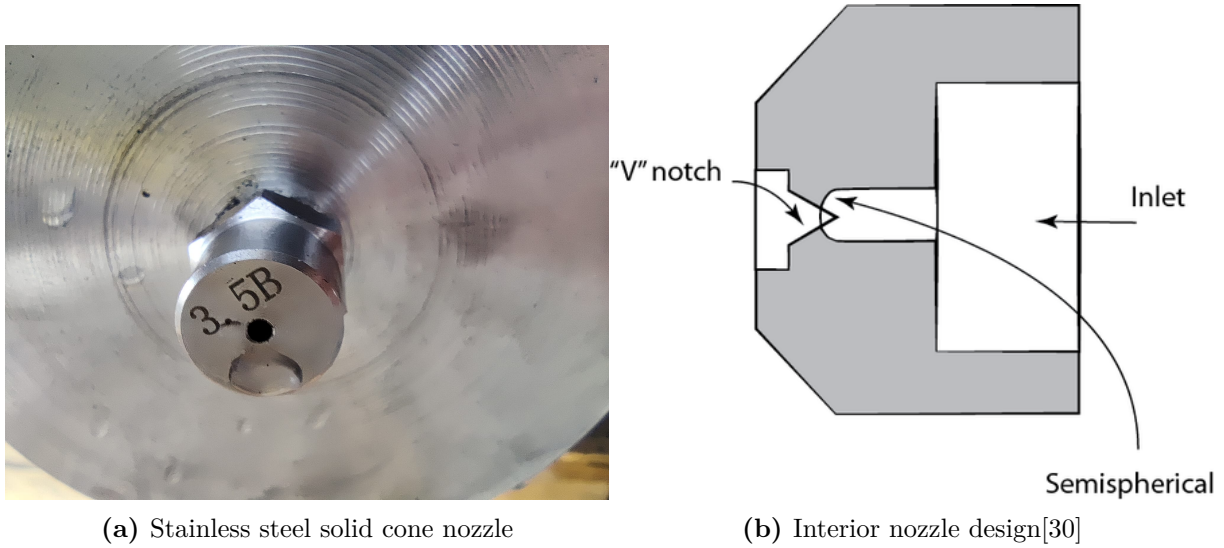 3. 5B
"V" notch
Inlet
Semispherical
(a) Stainless steel solid cone nozzle
(b) Interior nozzle design[30]